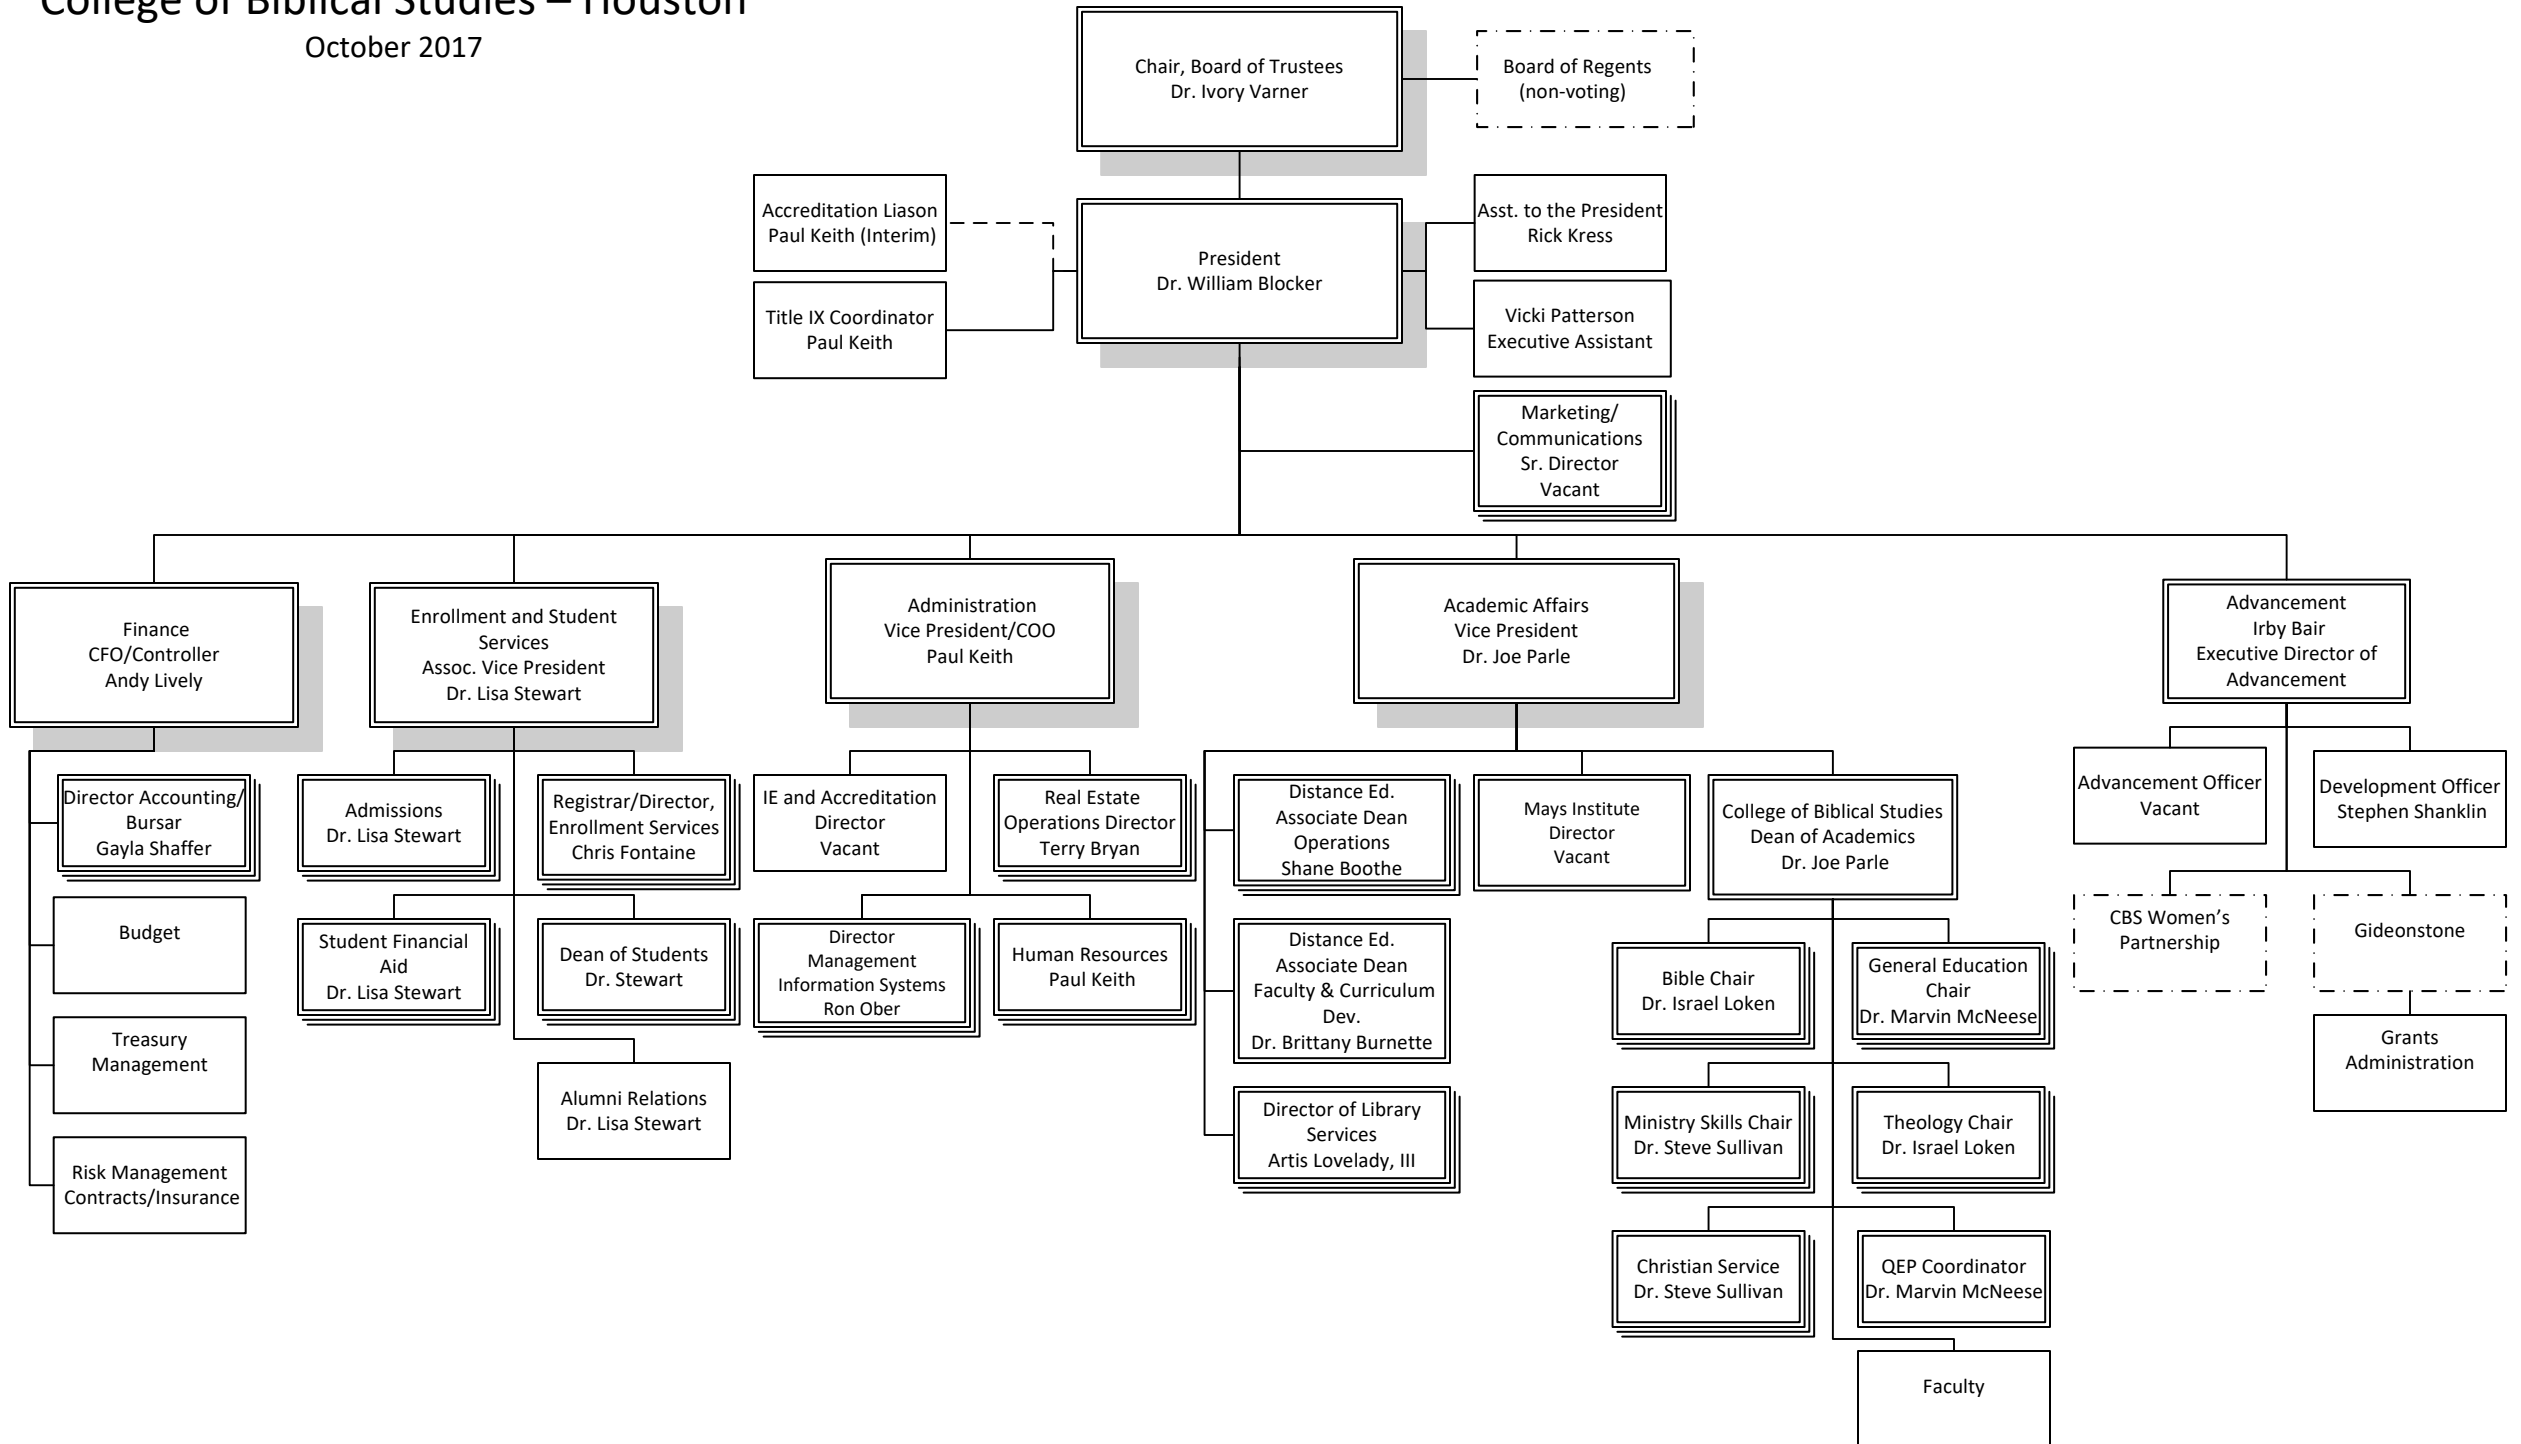 College of Biblical Studies – Houston
October 2017
Chair, Board of Trustees
Dr. Ivory Varner
Board of Regents
(non-voting)
Accreditation Liason
Paul Keith (Interim)
President
Dr. William Blocker
Asst. to the President
Rick Kress
Title IX Coordinator
Paul Keith
Vicki Patterson
Executive Assistant
Marketing/
Communications
Sr. Director
Vacant
Finance
CFO/Controller
Andy Lively
Enrollment and Student
Services
Assoc. Vice President
Dr. Lisa Stewart
Administration
Vice President/COO
Paul Keith
Academic Affairs
Vice President
Dr. Joe Parle
Advancement
Irby Bair
Executive Director of
Advancement
Director Accounting/
Bursar
Gayla Shaffer
Budget
Treasury
Management
Risk Management
Contracts/Insurance
Admissions
Dr. Lisa Stewart
Registrar/Director,
Enrollment Services
Chris Fontaine
Student Financial
Aid
Dr. Lisa Stewart
Dean of Students
Dr. Stewart
Alumni Relations
Dr. Lisa Stewart
IE and Accreditation
Director
Vacant
Real Estate
Operations Director
Terry Bryan
Director
Management
Information Systems
Ron Ober
Human Resources
Paul Keith
Distance Ed.
Associate Dean
Operations
Shane Boothe
Distance Ed.
Associate Dean
Faculty & Curriculum
Dev.
Dr. Brittany Burnette
Director of Library
Services
Artis Lovelady, III
Mays Institute
Director
Vacant
College of Biblical Studies
Dean of Academics
Dr. Joe Parle
Bible Chair
Dr. Israel Loken
General Education
Chair
Dr. Marvin McNeese
Ministry Skills Chair
Dr. Steve Sullivan
Theology Chair
Dr. Israel Loken
Christian Service
Dr. Steve Sullivan
QEP Coordinator
Dr. Marvin McNeese
Faculty
Advancement Officer
Vacant
Development Officer
Stephen Shanklin
CBS Women’s
Partnership
Gideonstone
Grants
Administration